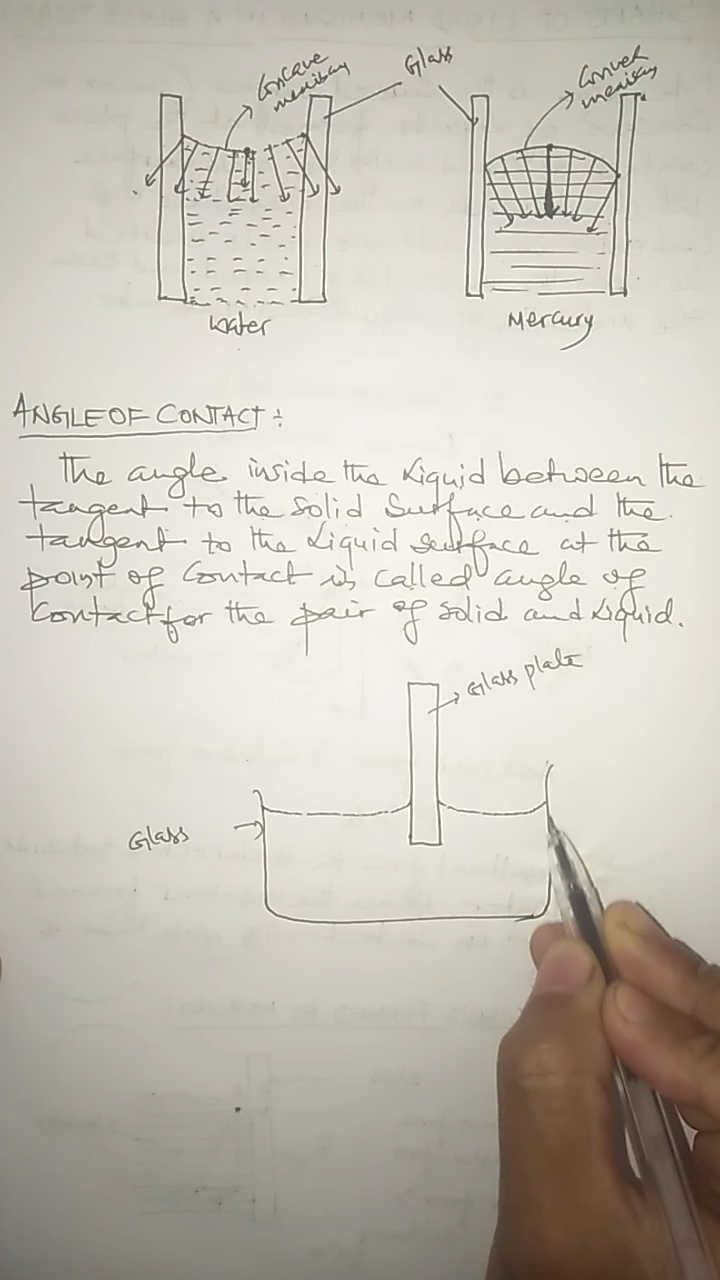 Concave
meniscus
Glass
Convex
meniscus
Water
Mercury
ANGLE OF CONTACT :
The angle inside the Liquid between the
tangent to the solid surface and the
tangent to the Liquid surface at the
point of Contact is called angle of
Contact for the pair of solid and Liquid.
Glass plate
Glass